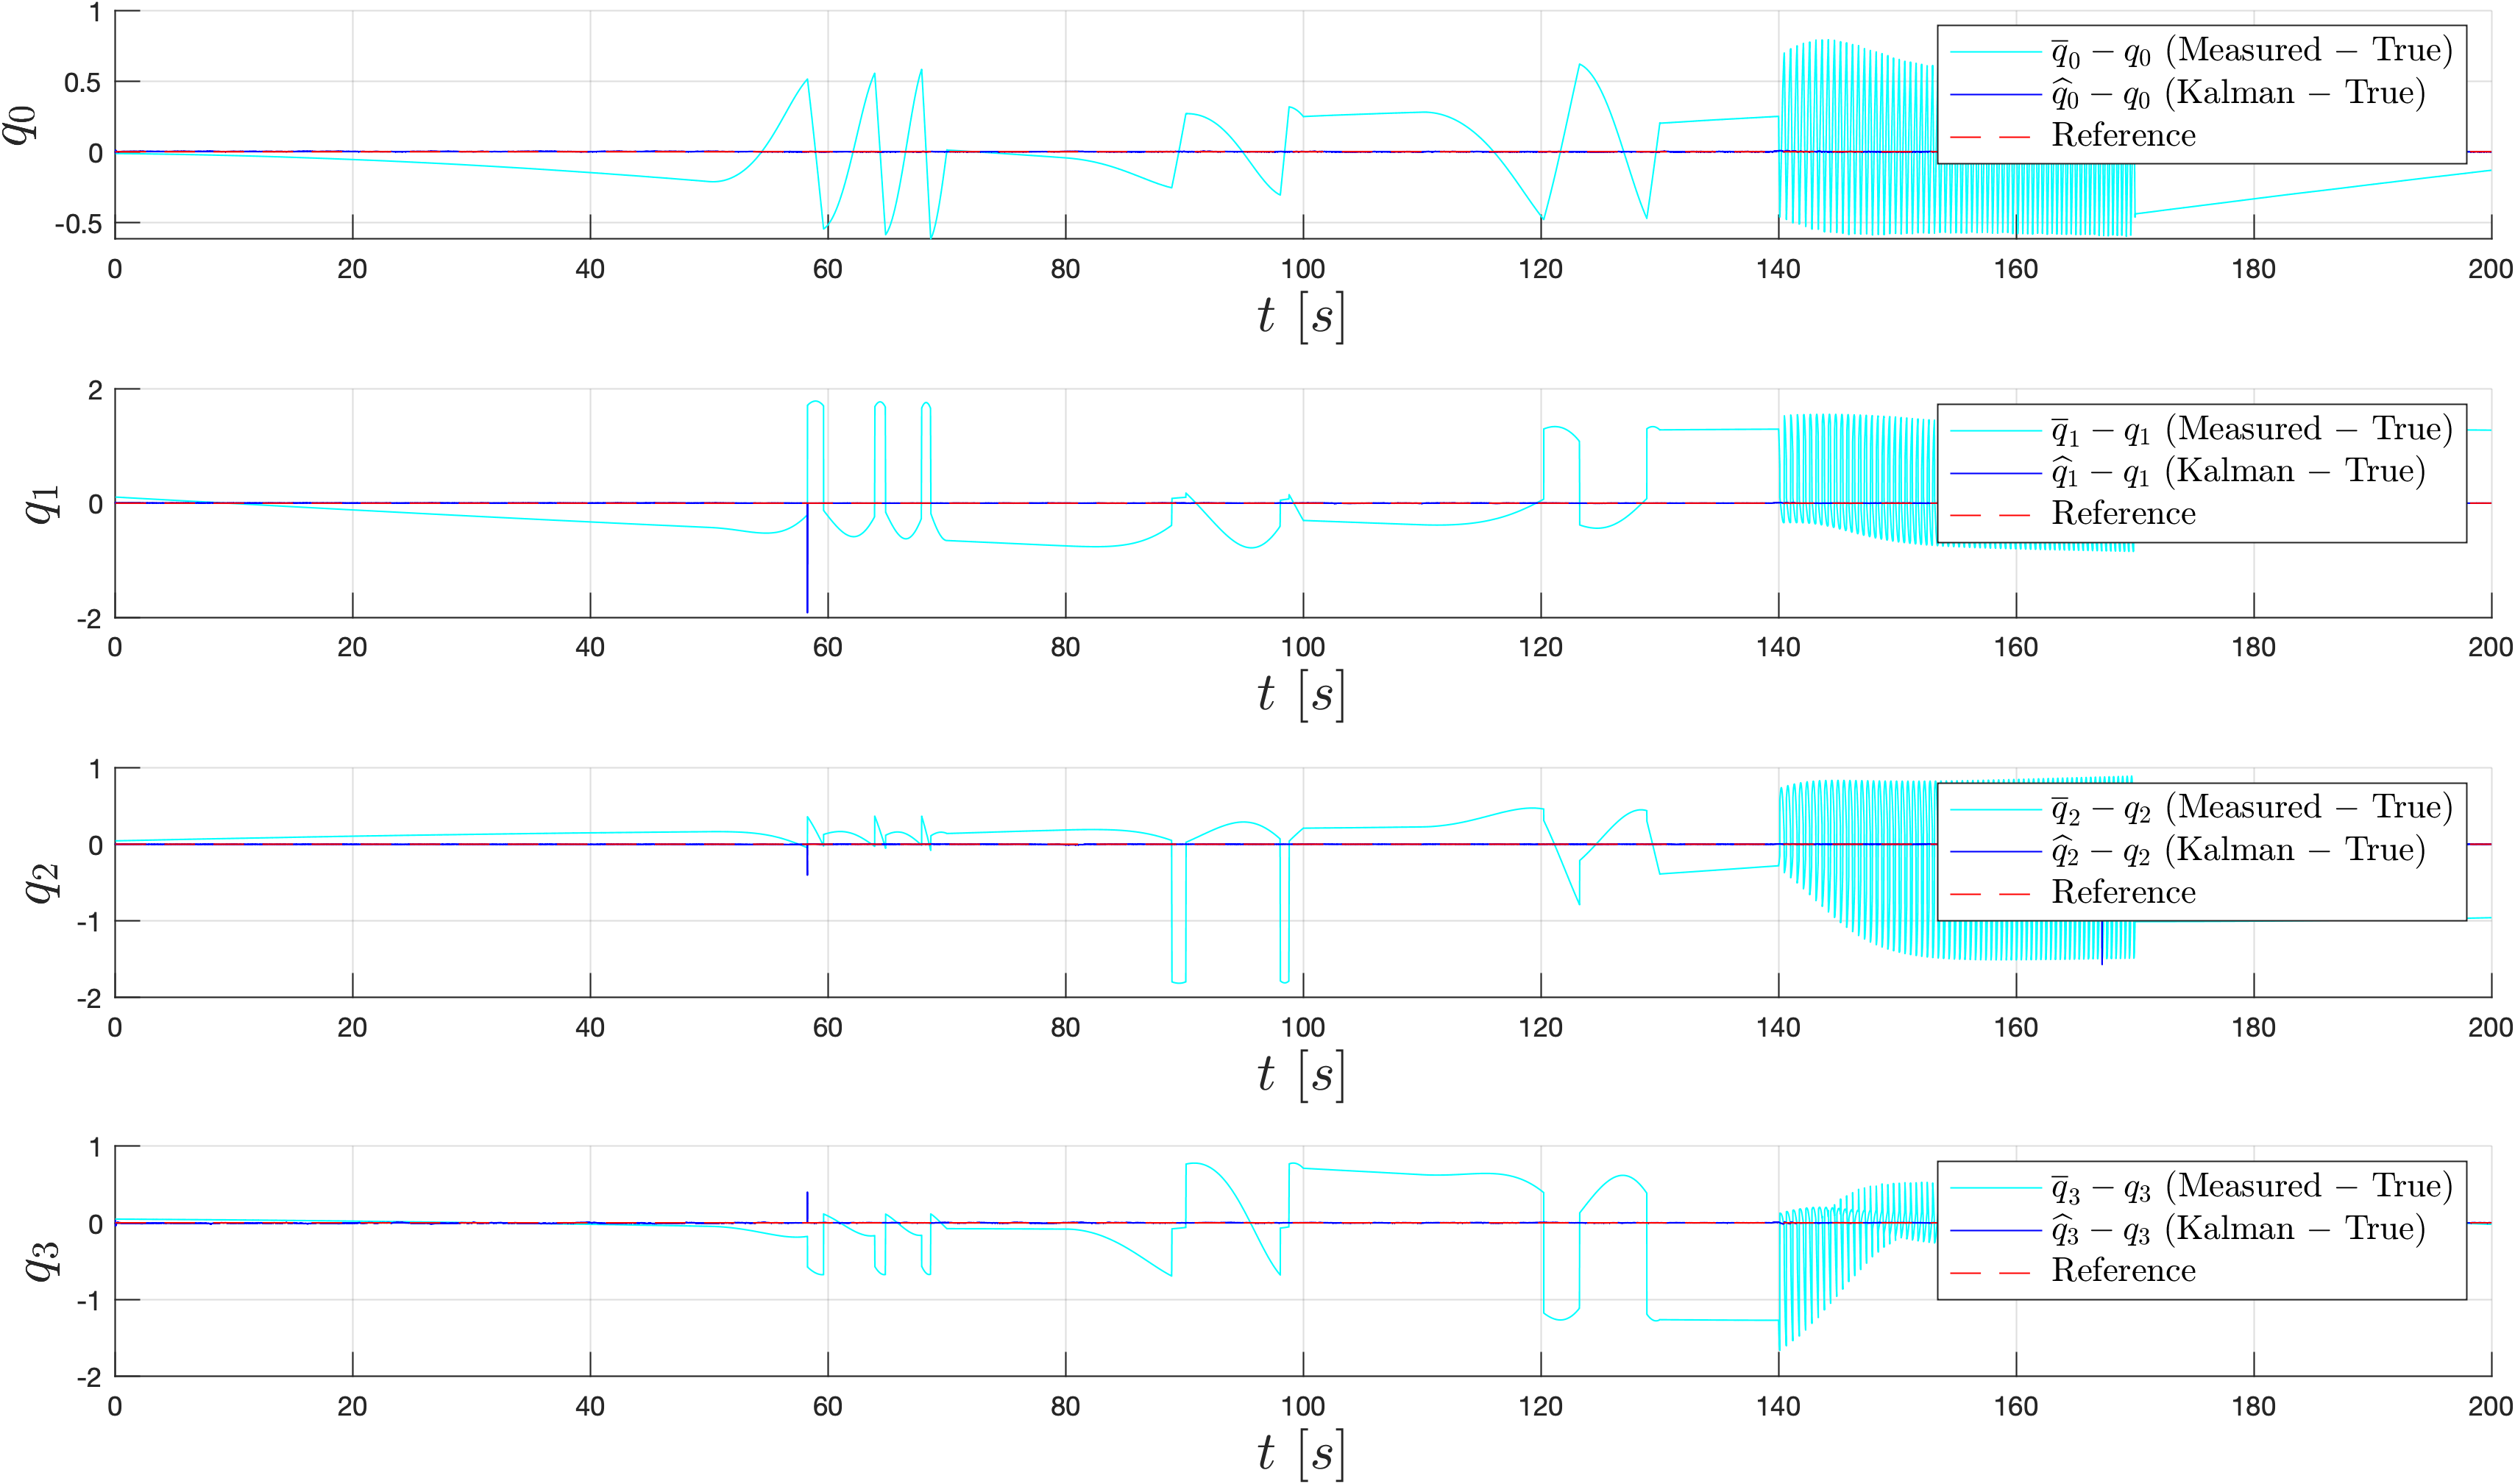 1
0.5
0
-0.5
q0
q̅0 − q0 (Measured − True)
q̂0 − q0 (Kalman − True)
Reference
0 20 40 60 80 100 120 140 160 180 200
t [s]
2
0
-2
q1
q̅1 − q1 (Measured − True)
q̂1 − q1 (Kalman − True)
Reference
0 20 40 60 80 100 120 140 160 180 200
t [s]
1
0
-1
-2
q2
q̅2 − q2 (Measured − True)
q̂2 − q2 (Kalman − True)
Reference
0 20 40 60 80 100 120 140 160 180 200
t [s]
1
0
-1
-2
q3
q̅3 − q3 (Measured − True)
q̂3 − q3 (Kalman − True)
Reference
0 20 40 60 80 100 120 140 160 180 200
t [s]